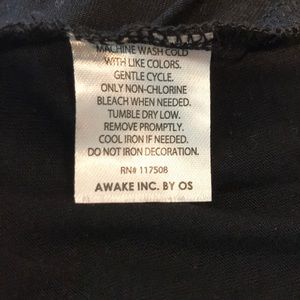 MACHINE WASH COLD
WITH LIKE COLORS.
GENTLE CYCLE.
ONLY NON-CHLORINE
BLEACH WHEN NEEDED.
TUMBLE DRY LOW.
REMOVE PROMPTLY.
COOL IRON IF NEEDED.
DO NOT IRON DECORATION.
RN# 117508
AWAKE INC. BY OS